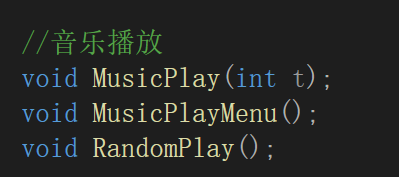 //音乐播放
void MusicPlay(int t);
void MusicPlayMenu();
void RandomPlay();